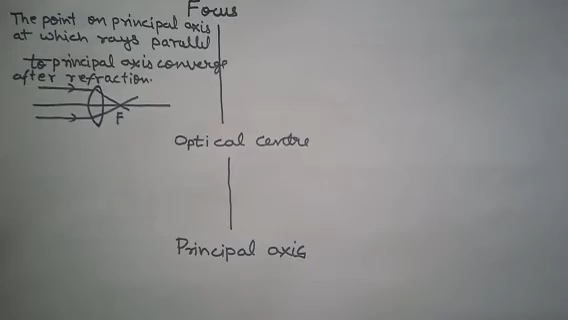 Focus
The point on principal axis
at which rays parallel
to principal axis converge
after refraction.
F
Optical centre
Principal axis